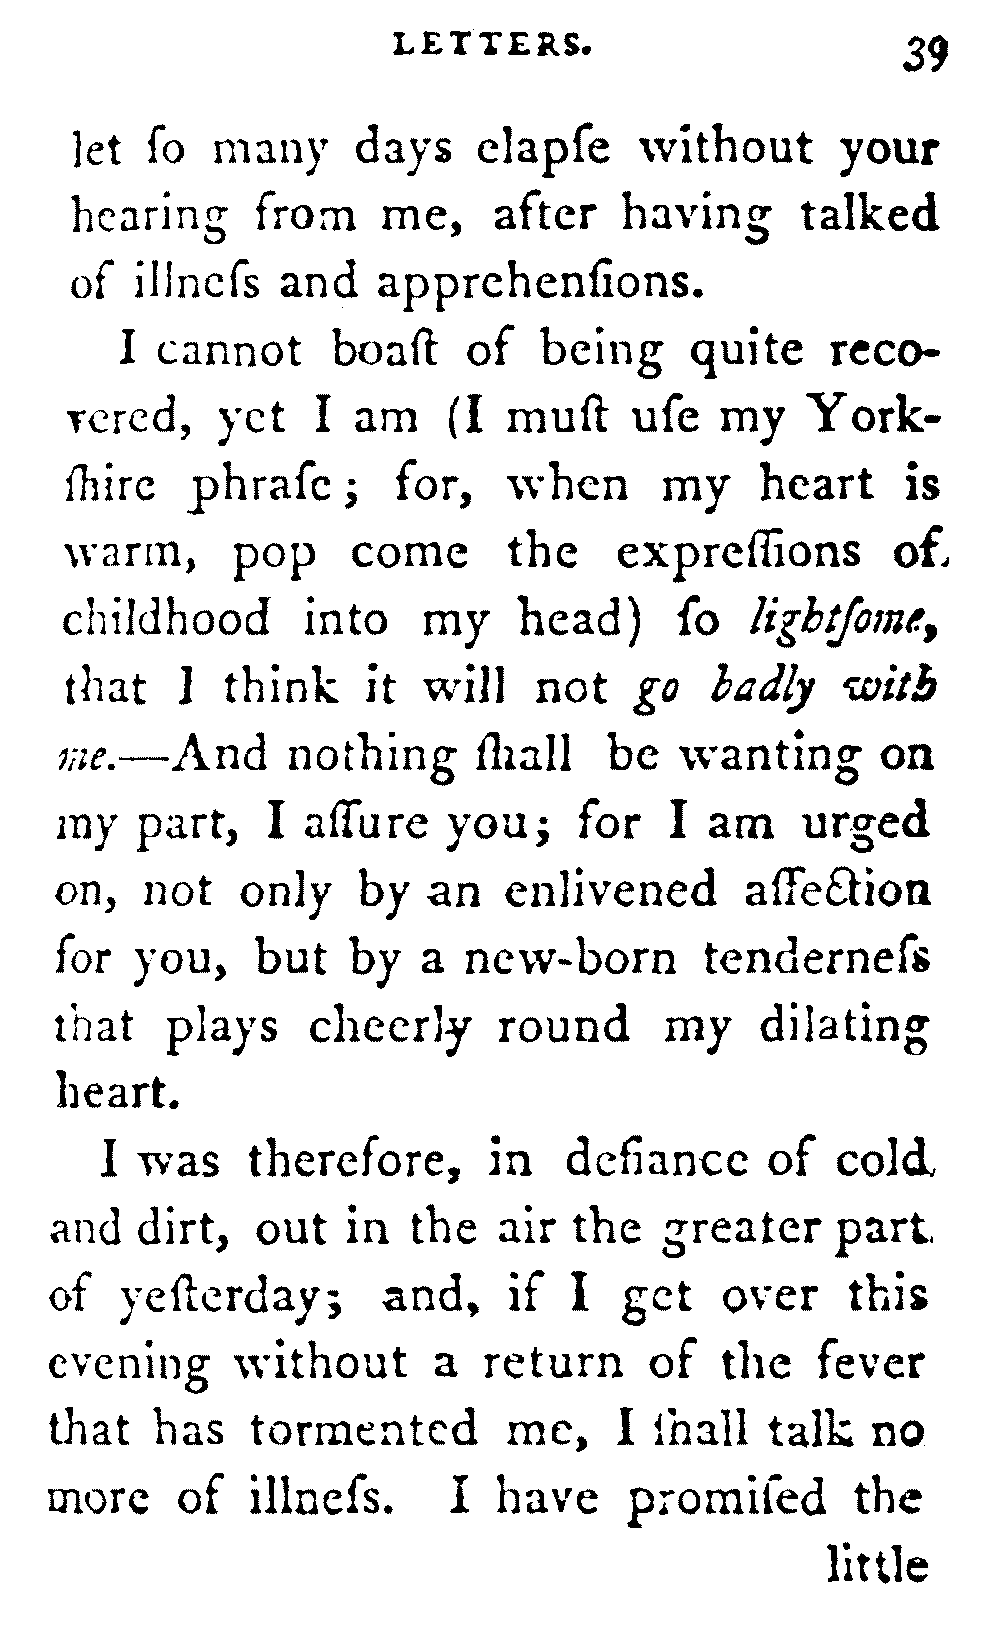 LETTERS. 39
let ſo many days elapſe without your
hearing from me, after having talked
of illneſs and apprehenſions.
I cannot boaſt of being quite reco-
vered, yet I am (I muſt uſe my York-
ſhire phraſe; for, when my heart is
warm, pop come the expreſſions of
childhood into my head) ſo lightſome,
that I think it will not go badly with
me.—And nothing ſhall be wanting on
my part, I aſſure you; for I am urged
on, not only by an enlivened affection
for you, but by a new-born tenderneſs
that plays cheerly round my dilating
heart.
I was therefore, in defiance of cold
and dirt, out in the air the greater part
of yeſterday; and, if I get over this
evening without a return of the fever
that has tormented me, I ſhall talk no
more of illneſs. I have promiſed the
little